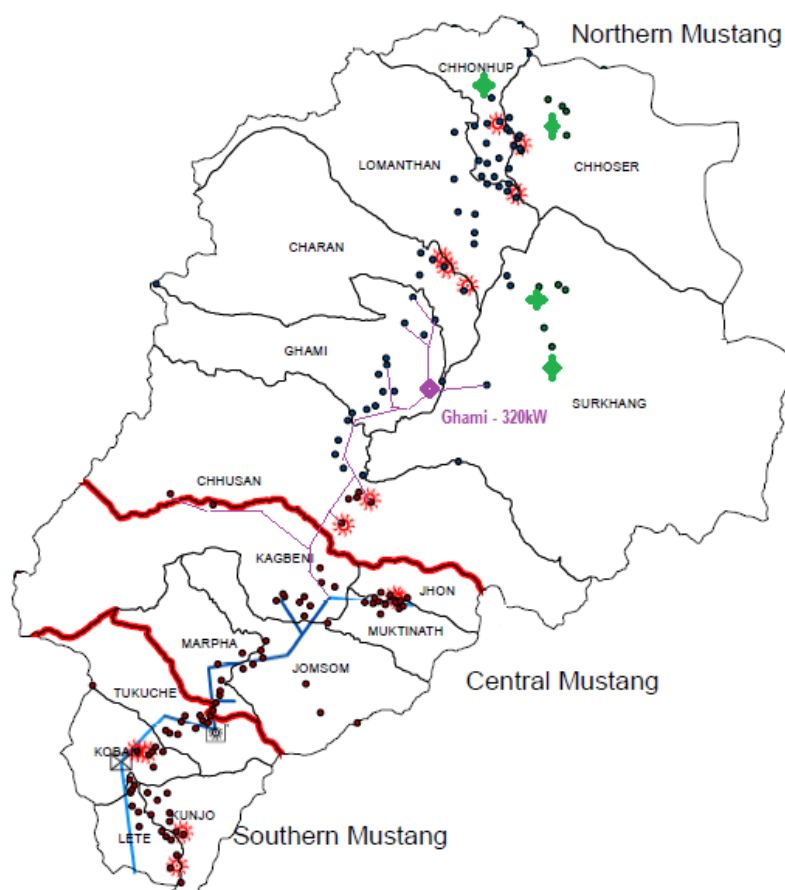 Northern Mustang
CHHONHUP
LOMANTHAN
CHHOSER
CHARAN
GHAMI
SURKHANG
Ghami - 320kW
CHHUSAN
KAGBENI
JHON
MUKTINATH
MARPHA
JOMSOM
Central Mustang
TUKUCHE
KOBAN
KUNJO
LETE
Southern Mustang